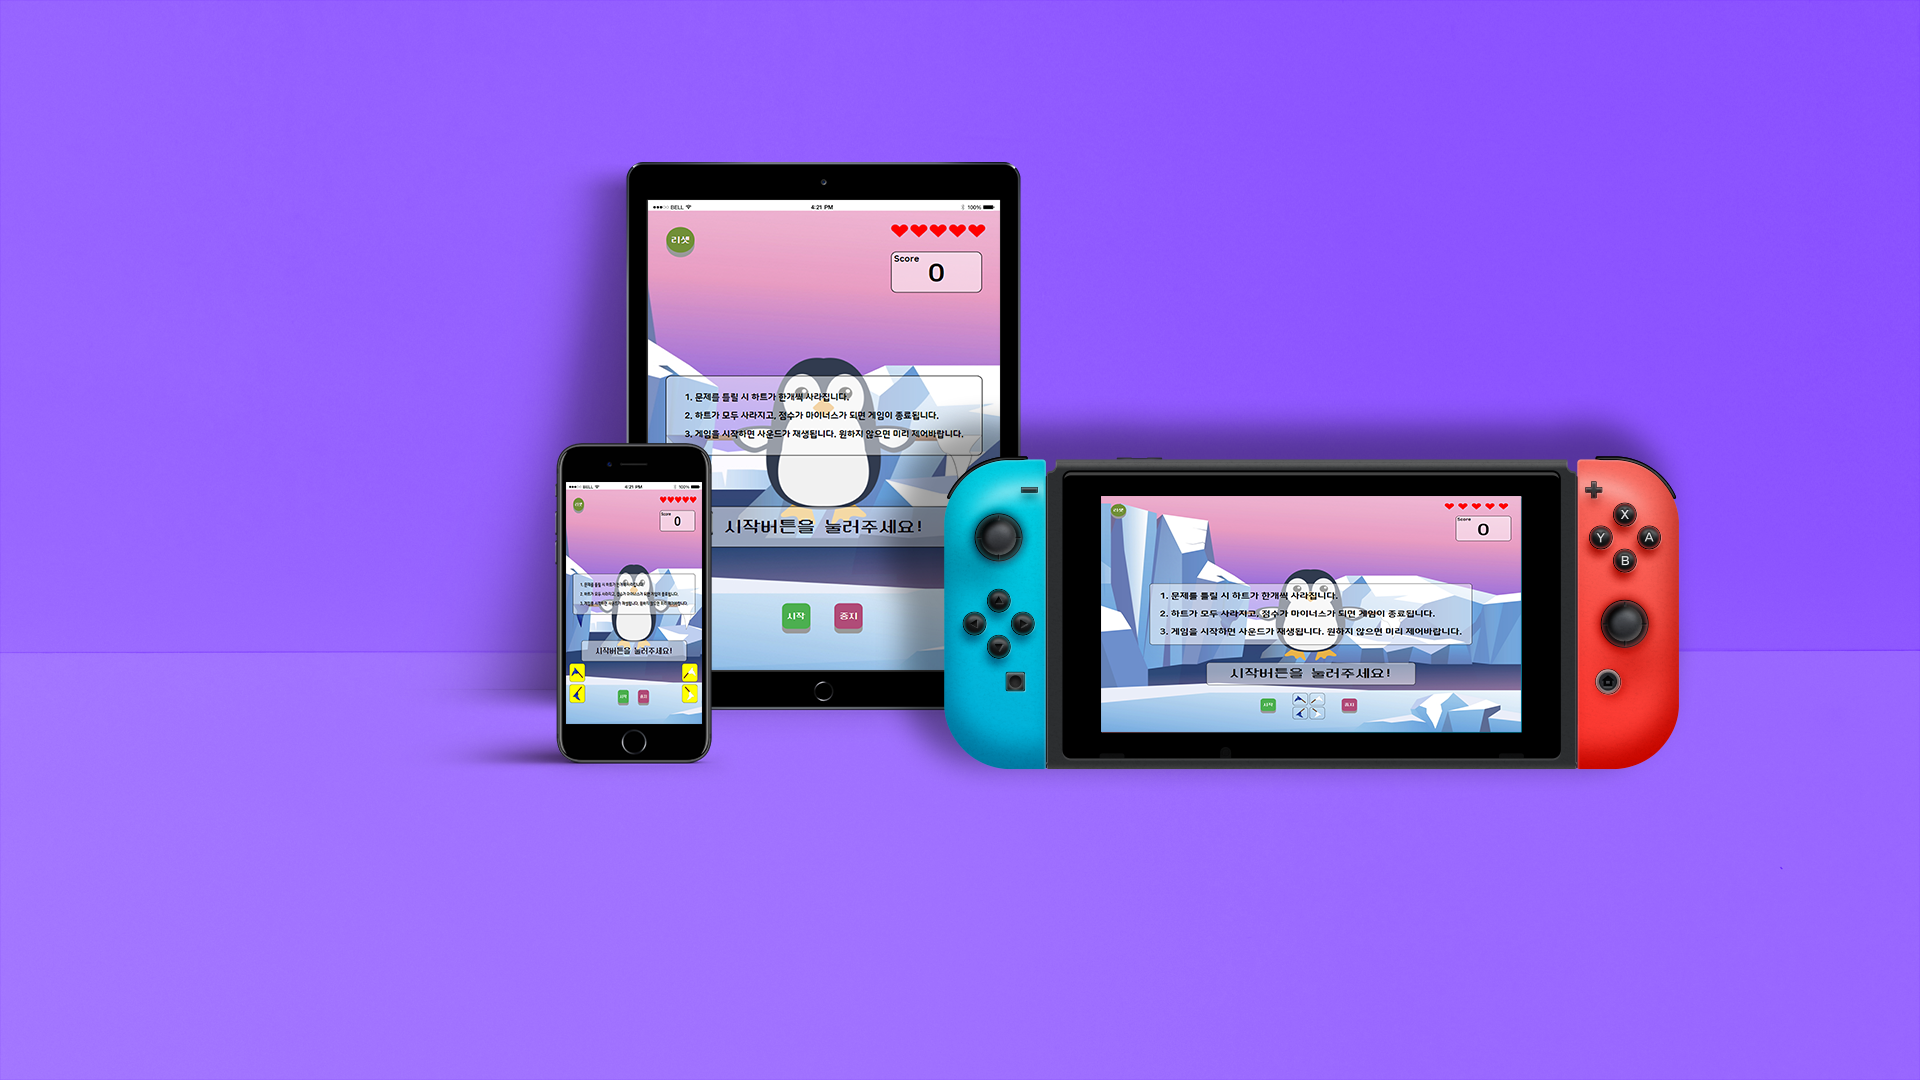 ●●●○○ BELL
4:21 PM
100%
리셋
Score
0
1. 문제를 틀릴 시 하트가 한개씩 사라집니다.
2. 하트가 모두 사라지고, 점수가 마이너스가 되면 게임이 종료됩니다.
3. 게임을 시작하면 사운드가 재생됩니다. 원하지 않으면 미리 제어바랍니다.
시작버튼을 눌러주세요!
시작
중지
BELL
4:21 PM
100%
리셋
Score
0
1. 문제를 틀릴 시 하트가 한개씩 사라집니다.
2. 하트가 모두 사라지고, 점수가 마이너스가 되면 게임이 종료됩니다.
3. 게임을 시작하면 사운드가 재생됩니다. 원하지 않으면 미리 제어바랍니다.
시작버튼을 눌러주세요!
시작
중지
리셋
Score
0
1. 문제를 틀릴 시 하트가 한개씩 사라집니다.
2. 하트가 모두 사라지고, 점수가 마이너스가 되면 게임이 종료됩니다.
3. 게임을 시작하면 사운드가 재생됩니다. 원하지 않으면 미리 제어바랍니다.
시작버튼을 눌러주세요!
시작
중지
X
Y
A
B